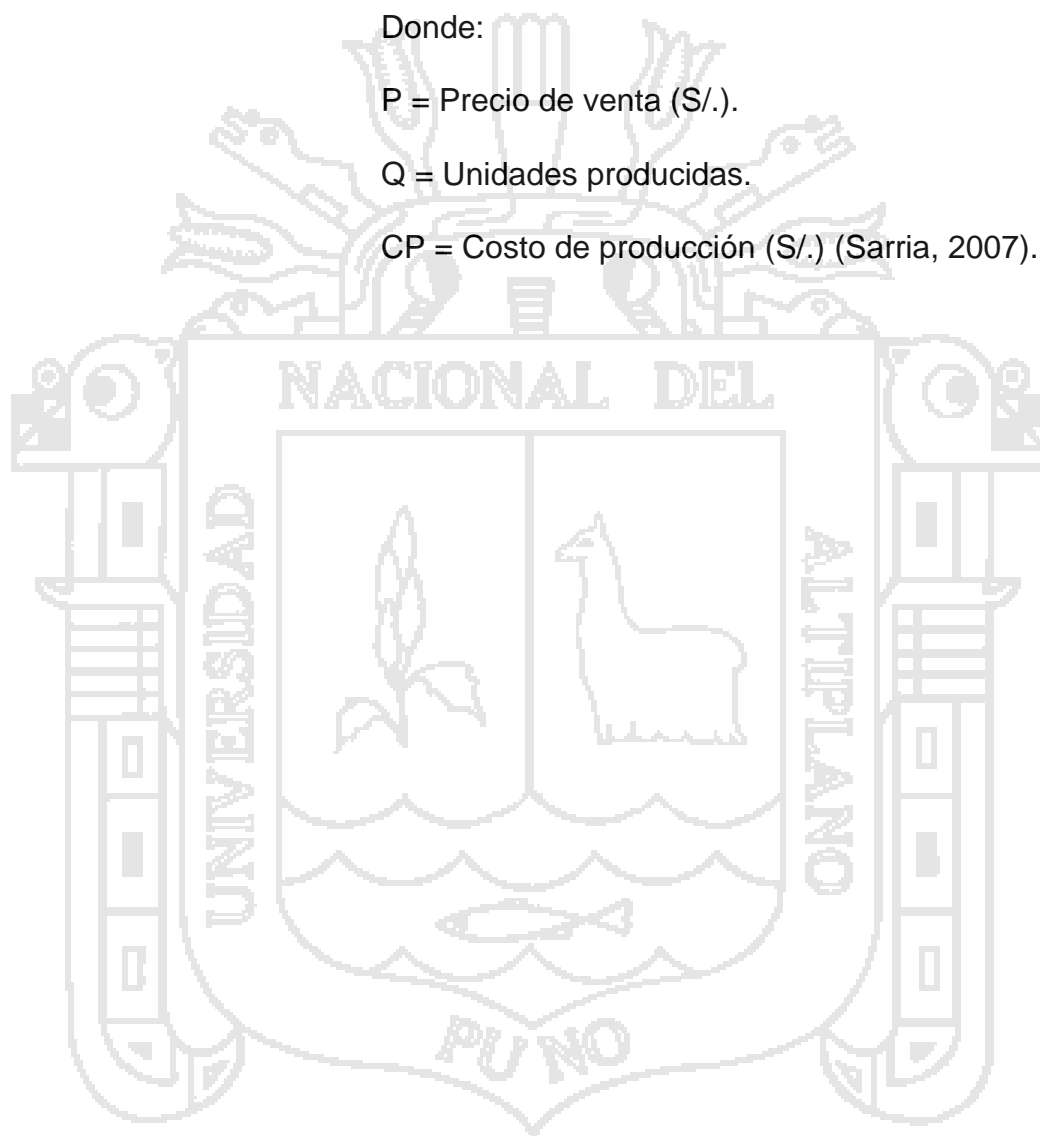 Donde:
P = Precio de venta (S/.).
Q = Unidades producidas.
CP = Costo de producción (S/.) (Sarria, 2007).
NACIONAL DEL
UNIVERSIDAD
ALTIPLANO
PUNO